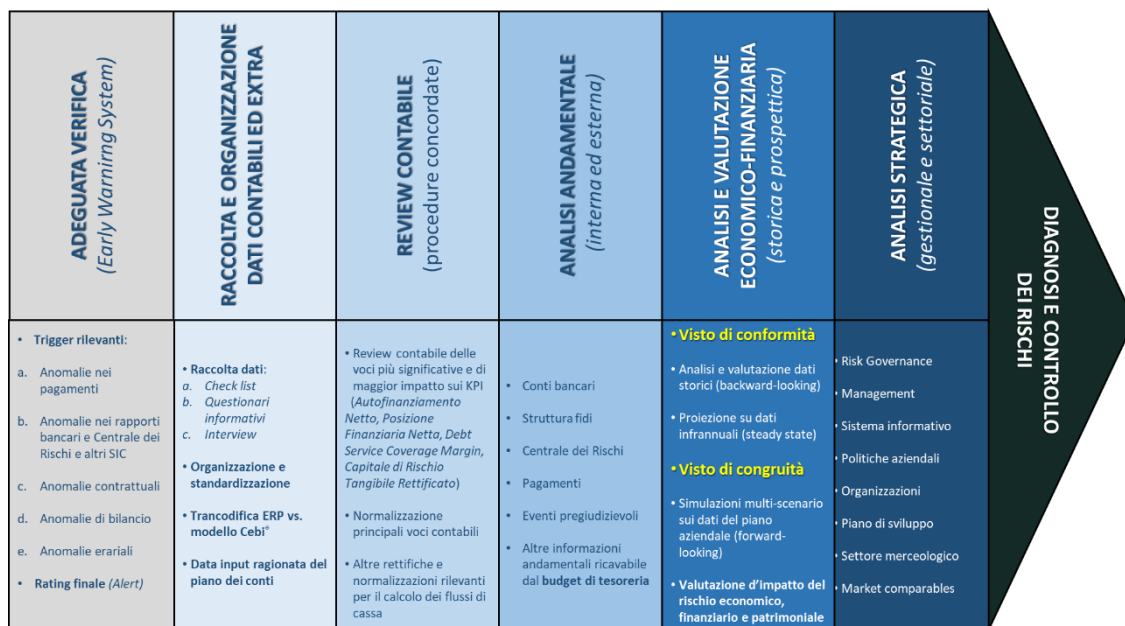 ADEGUATA VERIFICA
(Early Warnirng System)
RACCOLTA E ORGANIZZAZIONE
DATI CONTABILI ED EXTRA
REVIEW CONTABILE
(procedure concordate)
ANALISI ANDAMENTALE
(interna ed esterna)
ANALISI E VALUTAZIONE
ECONOMICO-FINANZIARIA
(storica e prospettica)
ANALISI STRATEGICA
(gestionale e settoriale)
DIAGNOSI E CONTROLLO
DEI RISCHI
• Trigger rilevanti:
a. Anomalie nei
pagamenti
b. Anomalie nei rapporti
bancari e Centrale dei
Rischi e altri SIC
c. Anomalie contrattuali
d. Anomalie di bilancio
e. Anomalie erariali
• Rating finale (Alert)
• Raccolta dati:
a. Check list
b. Questionari
informativi
c. Interview
• Organizzazione e
standardizzazione
• Trancodifica ERP vs.
modello Cebi®
• Data input ragionata del
piano dei conti
• Review contabile delle
voci più significative e di
maggior impatto sui KPI
(Autofinanziamento
Netto, Posizione
Finanziaria Netta, Debt
Service Coverage Margin,
Capitale di Rischio
Tangibile Rettificato)
• Normalizzazione
principali voci contabili
• Altre rettifiche e
normalizzazioni rilevanti
per il calcolo dei flussi di
cassa
• Conti bancari
• Struttura fidi
• Centrale dei Rischi
• Pagamenti
• Eventi pregiudizievoli
• Altre informazioni
andamentali ricavabile
dal budget di tesoreria
• Visto di conformità
• Analisi e valutazione dati
storici (backward-looking)
• Proiezione su dati
infrannuali (steady state)
• Visto di congruità
• Simulazioni multi-scenario
sui dati del piano
aziendale (forward-
looking)
• Valutazione d'impatto del
rischio economico,
finanziario e patrimoniale
• Risk Governance
• Management
• Sistema informativo
• Politiche aziendali
• Organizzazioni
• Piano di sviluppo
• Settore merceologico
• Market comparables